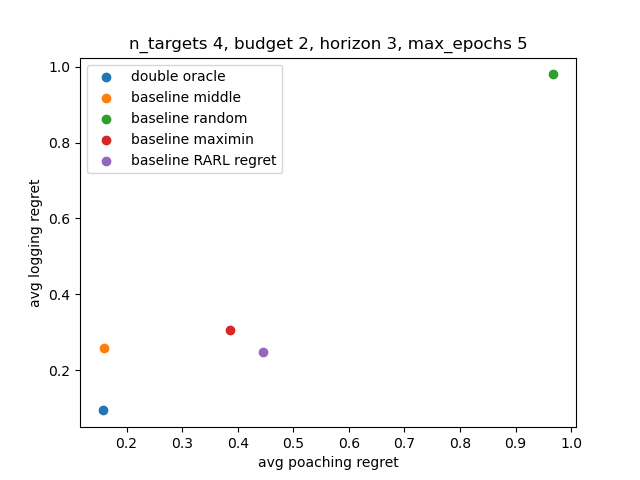 n_targets 4, budget 2, horizon 3, max_epochs 5
double oracle
baseline middle
baseline random
baseline maximin
baseline RARL regret
avg logging regret
1.0
0.8
0.6
0.4
0.2
0.2 0.3 0.4 0.5 0.6 0.7 0.8 0.9 1.0
avg poaching regret